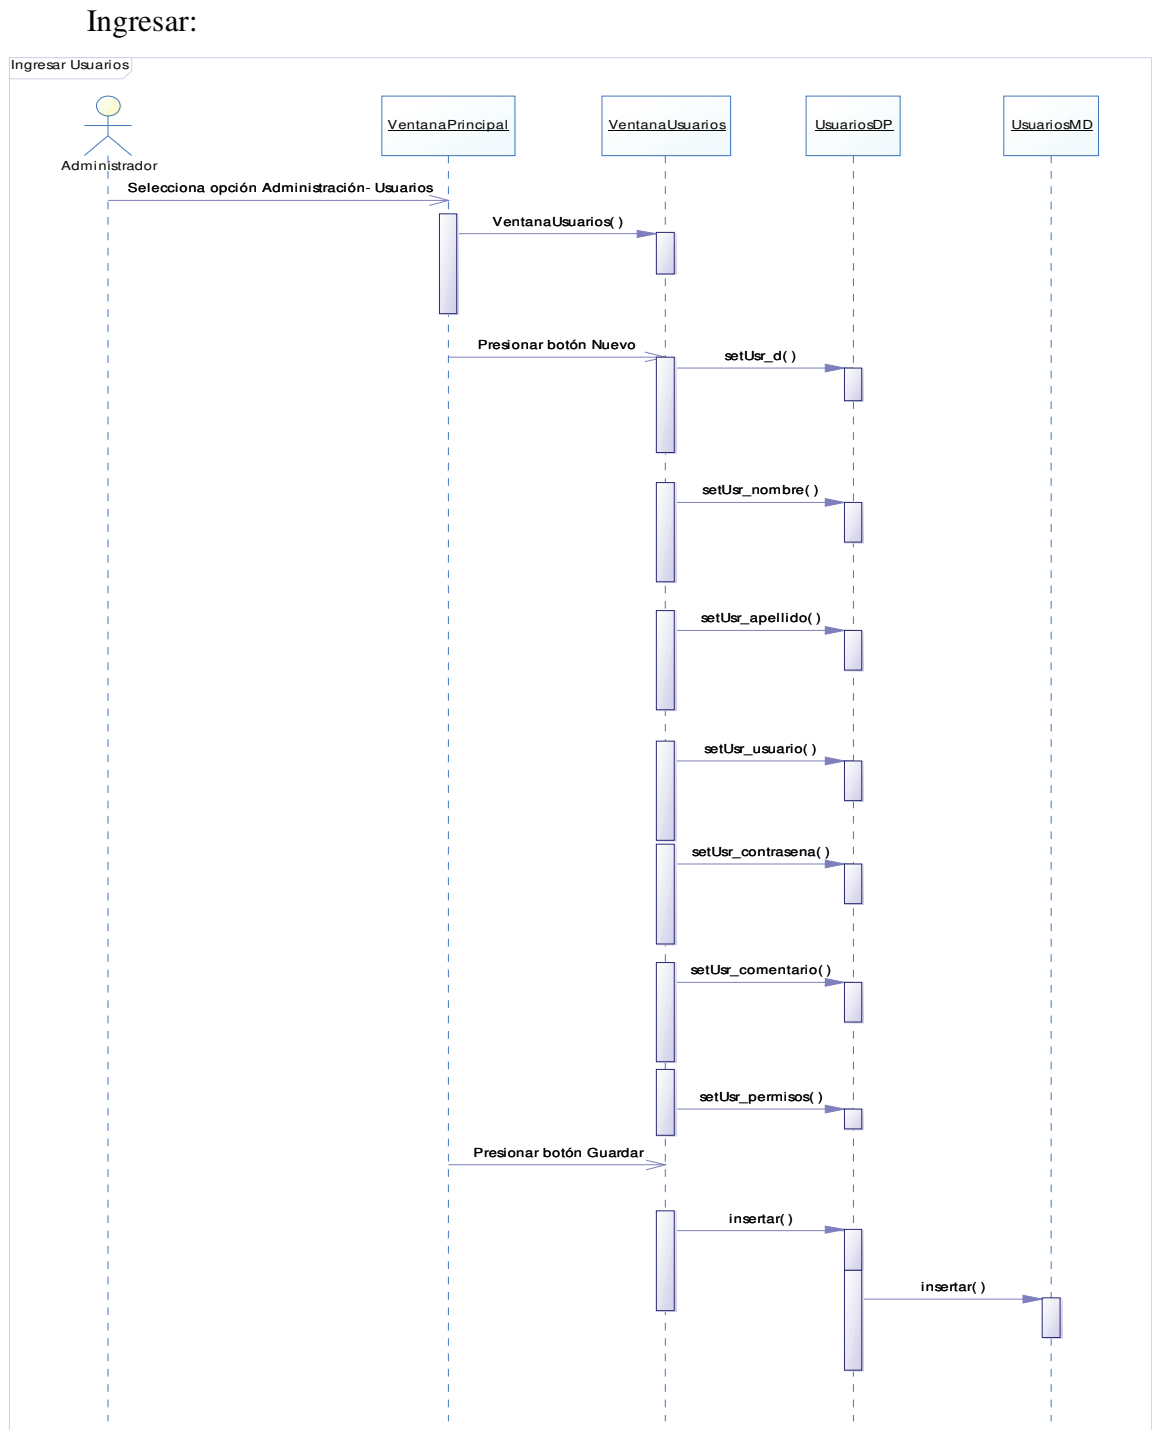 Ingresar:
Ingresar Usuarios
Administrador
VentanaPrincipal
VentanaUsuarios
UsuariosDP
UsuariosMD
Selecciona opción Administración- Usuarios
VentanaUsuarios( )
Presionar botón Nuevo
setUsr_d( )
setUsr_nombre( )
setUsr_apellido( )
setUsr_usuario( )
setUsr_contrasena( )
setUsr_comentario( )
setUsr_permisos( )
Presionar botón Guardar
insertar( )
insertar( )